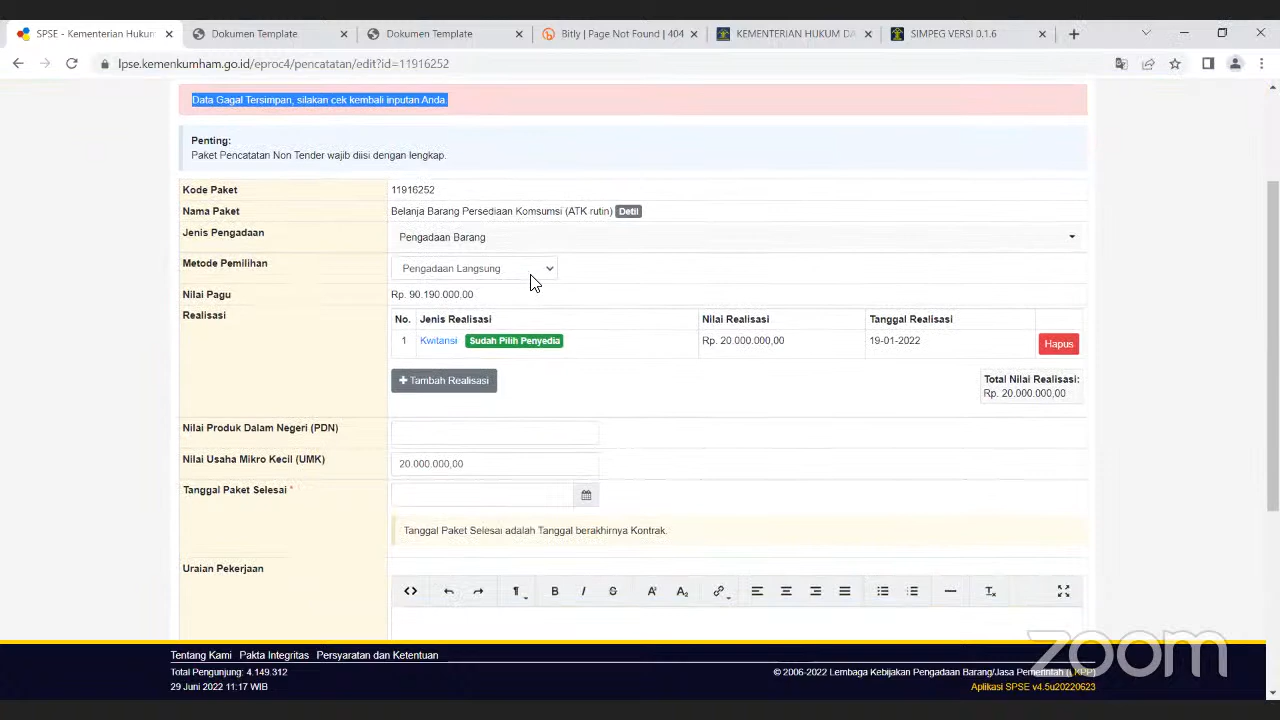 SPSE - Kementerian Hukum
Dokumen Template
Dokumen Template
Bitly | Page Not Found | 404
KEMENTERIAN HUKUM DA
SIMPEG VERSI 0.1.6
lpse.kemenkumham.go.id/eproc4/pencatatan/edit?id=11916252
Data Gagal Tersimpan, silakan cek kembali inputan Anda.
Penting:
Paket Pencatatan Non Tender wajib diisi dengan lengkap.
Kode Paket 11916252
Nama Paket Belanja Barang Persediaan Komsumsi (ATK rutin) Detil
Jenis Pengadaan Pengadaan Barang
Metode Pemilihan Pengadaan Langsung
Nilai Pagu Rp. 90.190.000,00
Realisasi No. Jenis Realisasi Nilai Realisasi Tanggal Realisasi
1 Kwitansi Sudah Pilih Penyedia Rp. 20.000.000,00 19-01-2022 Hapus
+ Tambah Realisasi
Total Nilai Realisasi:
Rp. 20.000.000,00
Nilai Produk Dalam Negeri (PDN)
Nilai Usaha Mikro Kecil (UMK) 20.000.000,00
Tanggal Paket Selesai *
Tanggal Paket Selesai adalah Tanggal berakhirnya Kontrak.
Uraian Pekerjaan
Tentang Kami Pakta Integritas Persyaratan dan Ketentuan
Total Pengunjung: 4.149.312
29 Juni 2022 11:17 WIB
© 2006-2022 Lembaga Kebijakan Pengadaan Barang/Jasa Pemerintah (LKPP)
Aplikasi SPSE v4.5u20220623
zoom